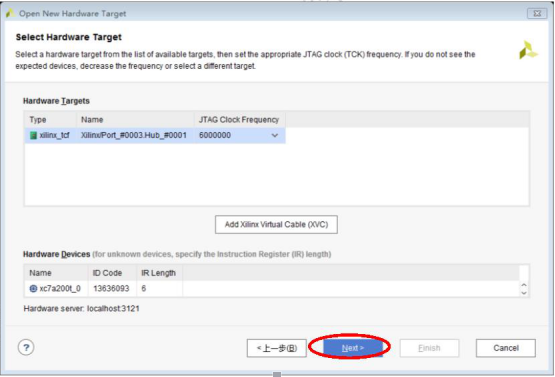 Open New Hardware Target
Select Hardware Target
Select a hardware target from the list of available targets, then set the appropriate JTAG clock (TCK) frequency. If you do not see the
expected devices, decrease the frequency or select a different target.
Hardware Targets
Type Name JTAG Clock Frequency
xilinx_tcf Xilinx/Port_#0003.Hub_#0001 6000000
Add Xilinx Virtual Cable (XVC)
Hardware Devices (for unknown devices, specify the Instruction Register (IR) length)
Name ID Code IR Length
xc7a200t_0 13636093 6
Hardware server: localhost:3121
? <上一步(B) Next > Finish Cancel